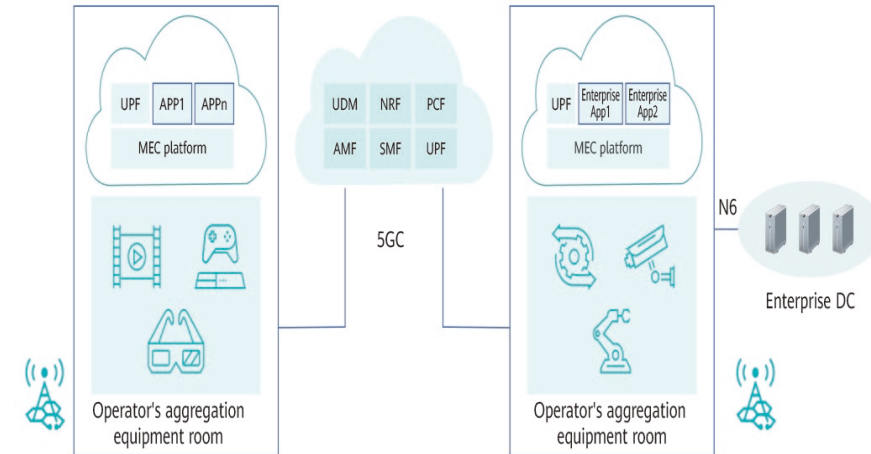 UPF
APP1
APPn
MEC platform
Operator's aggregation
equipment room
UDM
NRF
PCF
AMF
SMF
UPF
5GC
UPF
Enterprise
App1
Enterprise
App2
MEC platform
Operator's aggregation
equipment room
N6
Enterprise DC